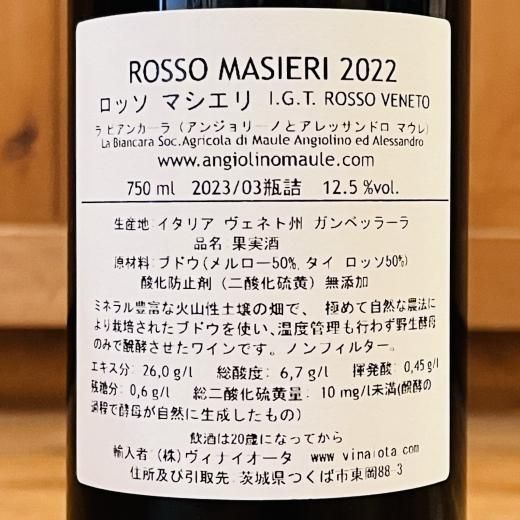 ROSSO MASIERI 2022
ロッソ マシエリ I.G.T. ROSSO VENETO
ラ ビアンカーラ (アンジョリーノとアレッサンドロ マウレ)
La Biancara Soc.Agricola di Maule Angiolino ed Alessandro
www.angiolinomaule.com
750 ml 2023/03瓶詰 12.5 %vol.
生産地:イタリア ヴェネト州 ガンベッラーラ
品名:果実酒
原材料:ブドウ(メルロー50%, タイ ロッソ50%)
酸化防止剤 (二酸化硫黄) 無添加
ミネラル豊富な火山性土壌の畑で、極めて自然な農法に
より栽培されたブドウを使い、温度管理も行わず野生酵母
のみで醗酵させたワインです。ノンフィルター。
エキス分: 26,0 g/l 総酸度: 6,7 g/l 揮発酸: 0,45 g/l
残糖分: 0,6 g/l 総二酸化硫黄量: 10 mg/l未満(醗酵の
過程で酵母が自然に生成したもの)
飲酒は20歳になってから
輸入者:(株)ヴィナイオータ www.vinaiota.com
住所及び引取先:茨城県つくば市東岡88-3